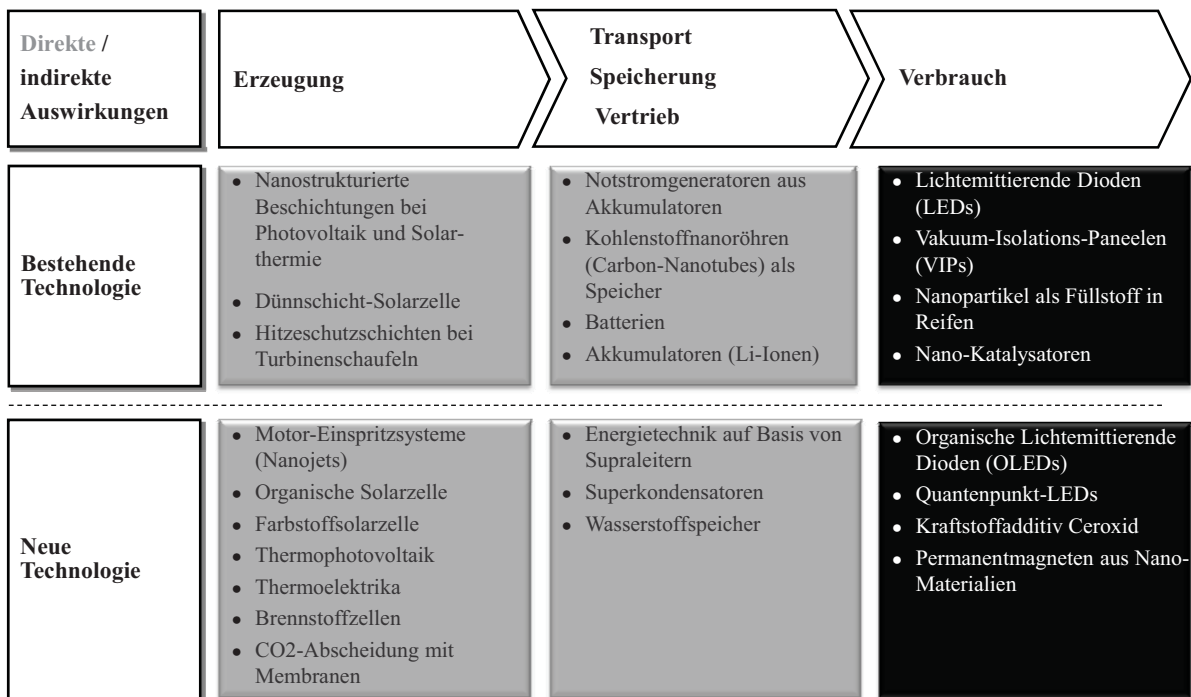 Direkte /
indirekte
Auswirkungen
Erzeugung
Transport
Speicherung
Vertrieb
Verbrauch
Bestehende
Technologie
• Nanostrukturierte
Beschichtungen bei
Photovoltaik und Solar-
thermie
• Dünnschicht-Solarzelle
• Hitzeschutzschichten bei
Turbinenschaufeln
• Notstromgeneratoren aus
Akkumulatoren
• Kohlenstoffnanoröhren
(Carbon-Nanotubes) als
Speicher
• Batterien
• Akkumulatoren (Li-Ionen)
• Lichtemittierende Dioden
(LEDs)
• Vakuum-Isolations-Paneelen
(VIPs)
• Nanopartikel als Füllstoff in
Reifen
• Nano-Katalysatoren
Neue
Technologie
• Motor-Einspritzsysteme
(Nanojets)
• Organische Solarzelle
• Farbstoffsolarzelle
• Thermophotovoltaik
• Thermoelektrika
• Brennstoffzellen
• CO2-Abscheidung mit
Membranen
• Energietechnik auf Basis von
Supraleitern
• Superkondensatoren
• Wasserstoffspeicher
• Organische Lichtemittierende
Dioden (OLEDs)
• Quantenpunkt-LEDs
• Kraftstoffadditiv Ceroxid
• Permanentmagneten aus Nano-
Materialien